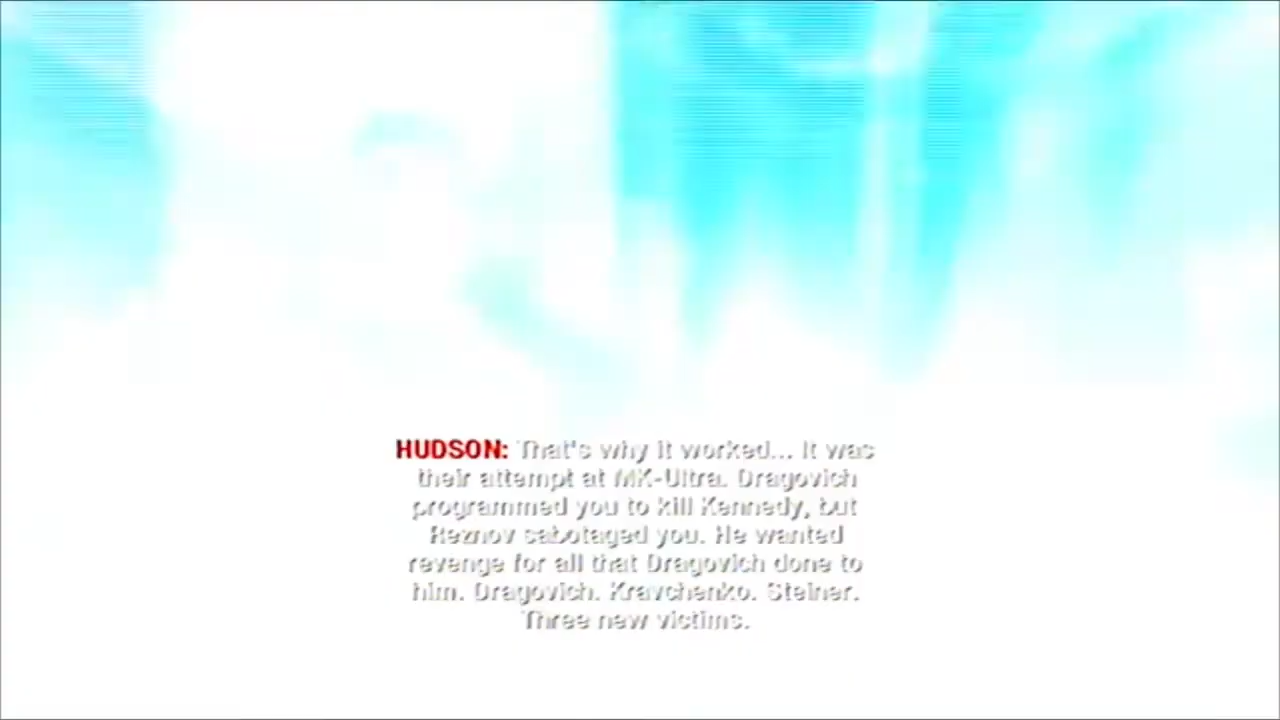 HUDSON: That's why it worked... It was
their attempt at MK-Ultra. Dragovich
programmed you to kill Kennedy, but
Reznov sabotaged you. He wanted
revenge for all that Dragovich done to
him. Dragovich. Kravchenko. Steiner.
Three new victims.